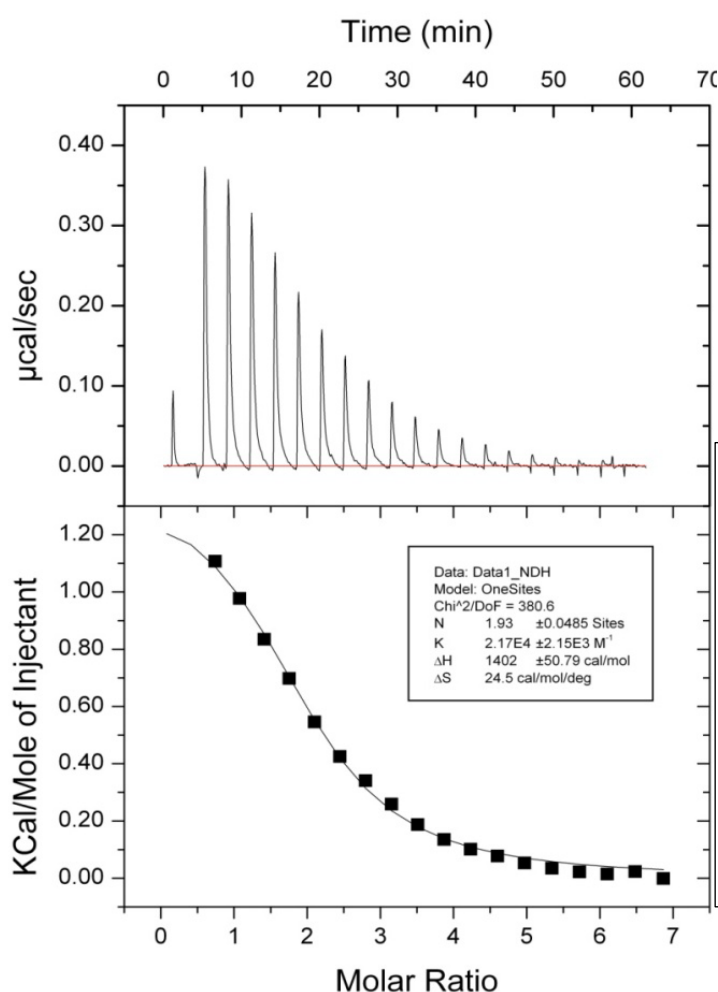 Time (min)
0 10 20 30 40 50 60 70
0.40
0.30
0.20
0.10
0.00
µcal/sec
1.20
1.00
0.80
0.60
0.40
0.20
0.00
KCal/Mole of Injectant
Data: Data1_NDH
Model: OneSites
Chi^2/DoF = 380.6
N 1.93 ±0.0485 Sites
K 2.17E4 ±2.15E3 M⁻¹
ΔH 1402 ±50.79 cal/mol
ΔS 24.5 cal/mol/deg
0 1 2 3 4 5 6 7
Molar Ratio